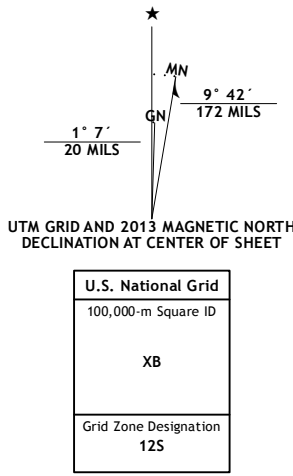 ★
MN
GN
9° 42´
172 MILS
1° 7´
20 MILS
UTM GRID AND 2013 MAGNETIC NORTH
DECLINATION AT CENTER OF SHEET
U.S. National Grid
100,000-m Square ID
XB
Grid Zone Designation
12S